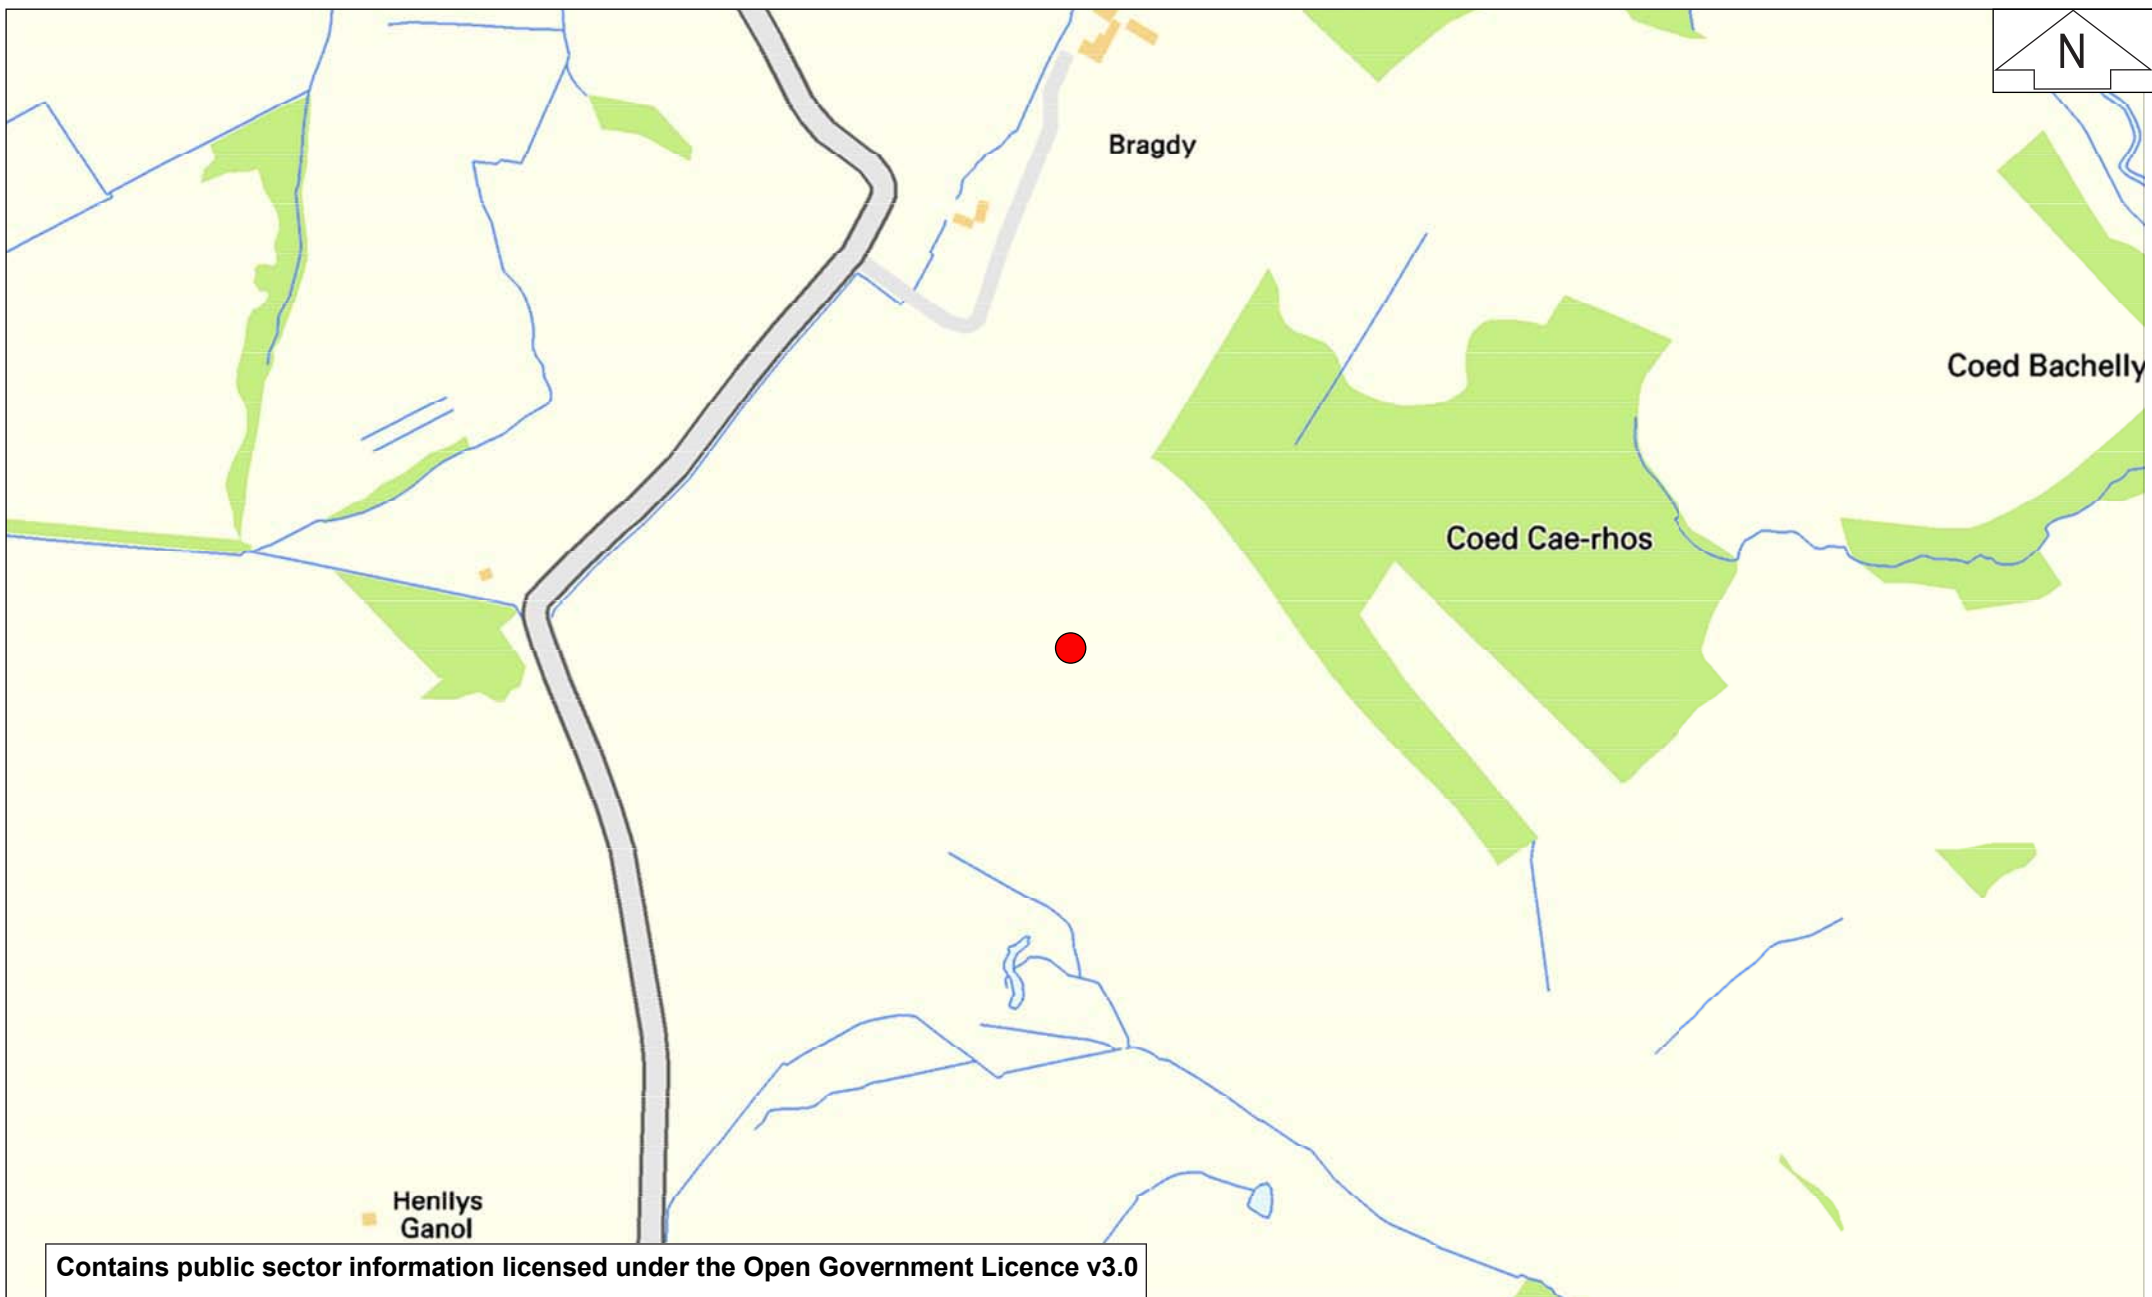 N
Bragdy
Coed Bachelly
Coed Cae-rhos
Henllys
Ganol
Contains public sector information licensed under the Open Government Licence v3.0